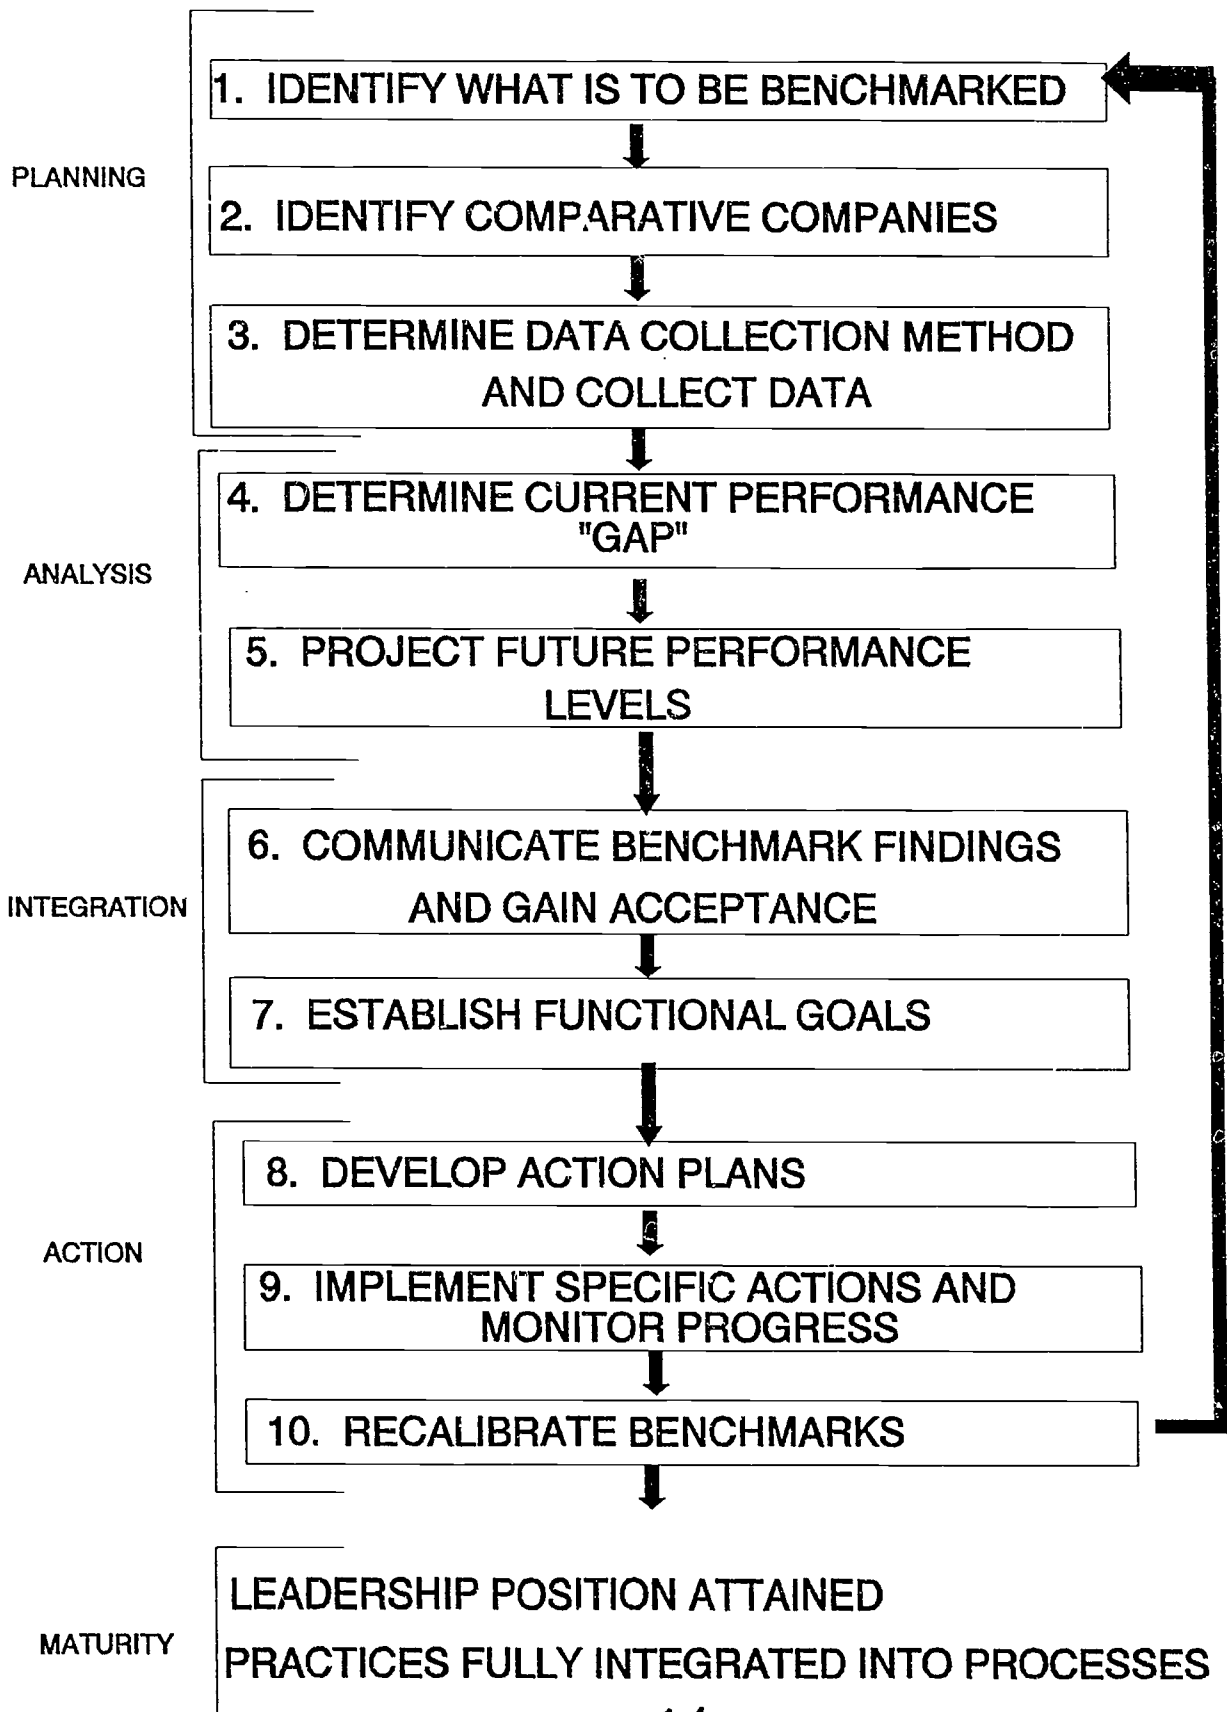 1. IDENTIFY WHAT IS TO BE BENCHMARKED
PLANNING
2. IDENTIFY COMPARATIVE COMPANIES
3. DETERMINE DATA COLLECTION METHOD
AND COLLECT DATA
4. DETERMINE CURRENT PERFORMANCE
"GAP"
ANALYSIS
5. PROJECT FUTURE PERFORMANCE
LEVELS
6. COMMUNICATE BENCHMARK FINDINGS
INTEGRATION
AND GAIN ACCEPTANCE
7. ESTABLISH FUNCTIONAL GOALS
8. DEVELOP ACTION PLANS
ACTION
9. IMPLEMENT SPECIFIC ACTIONS AND
MONITOR PROGRESS
10. RECALIBRATE BENCHMARKS
LEADERSHIP POSITION ATTAINED
MATURITY
PRACTICES FULLY INTEGRATED INTO PROCESSES